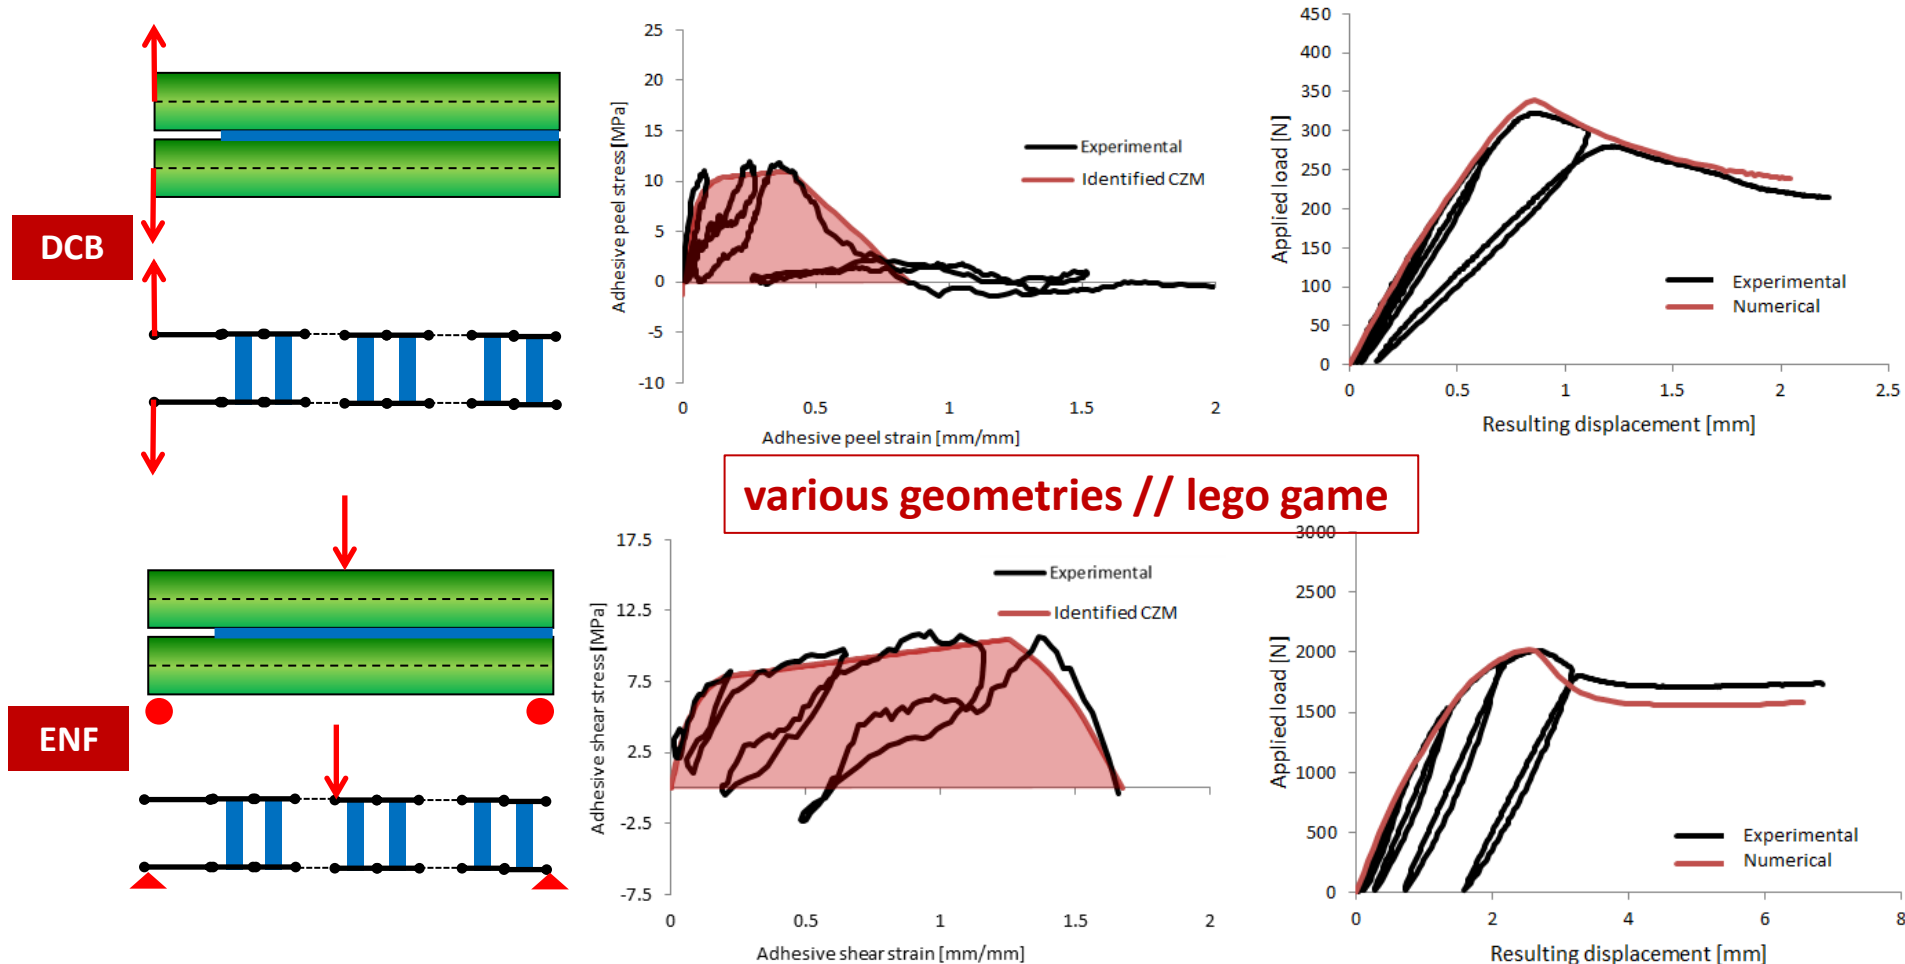 DCB
25
20
15
10
5
0
-5
-10
0
0.5
1
1.5
2
Adhesive peel stress [MPa]
Adhesive peel strain [mm/mm]
Experimental
Identified CZM
450
400
350
300
250
200
150
100
50
0
0
0.5
1
1.5
2
2.5
Applied load [N]
Resulting displacement [mm]
Experimental
Numerical
various geometries // lego game
ENF
17.5
12.5
7.5
2.5
-2.5
-7.5
0
0.5
1
1.5
2
Adhesive shear stress [MPa]
Adhesive shear strain [mm/mm]
Experimental
Identified CZM
3000
2500
2000
1500
1000
500
0
0
2
4
6
8
Applied load [N]
Resulting displacement [mm]
Experimental
Numerical